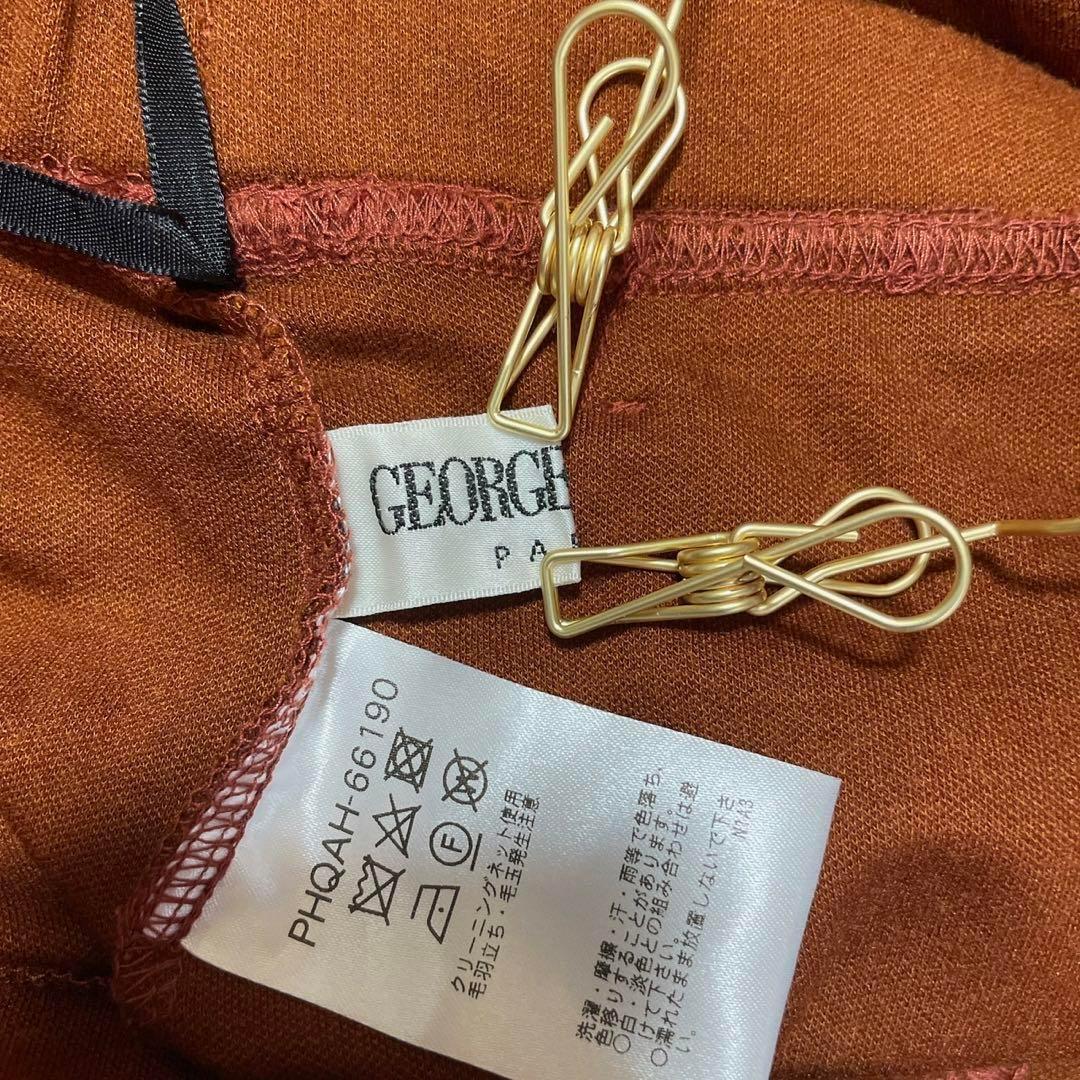 GEORGE
PA
PHQAH-66190
F
クリーニングネット使用
毛羽立ち・毛玉発生注意
洗濯・摩擦・汗・雨等で色落ち、
色移りすることがあります。
○白・淡色との組み合わせは避
けて下さい。
○濡れたまま放置しないで下さ
い。